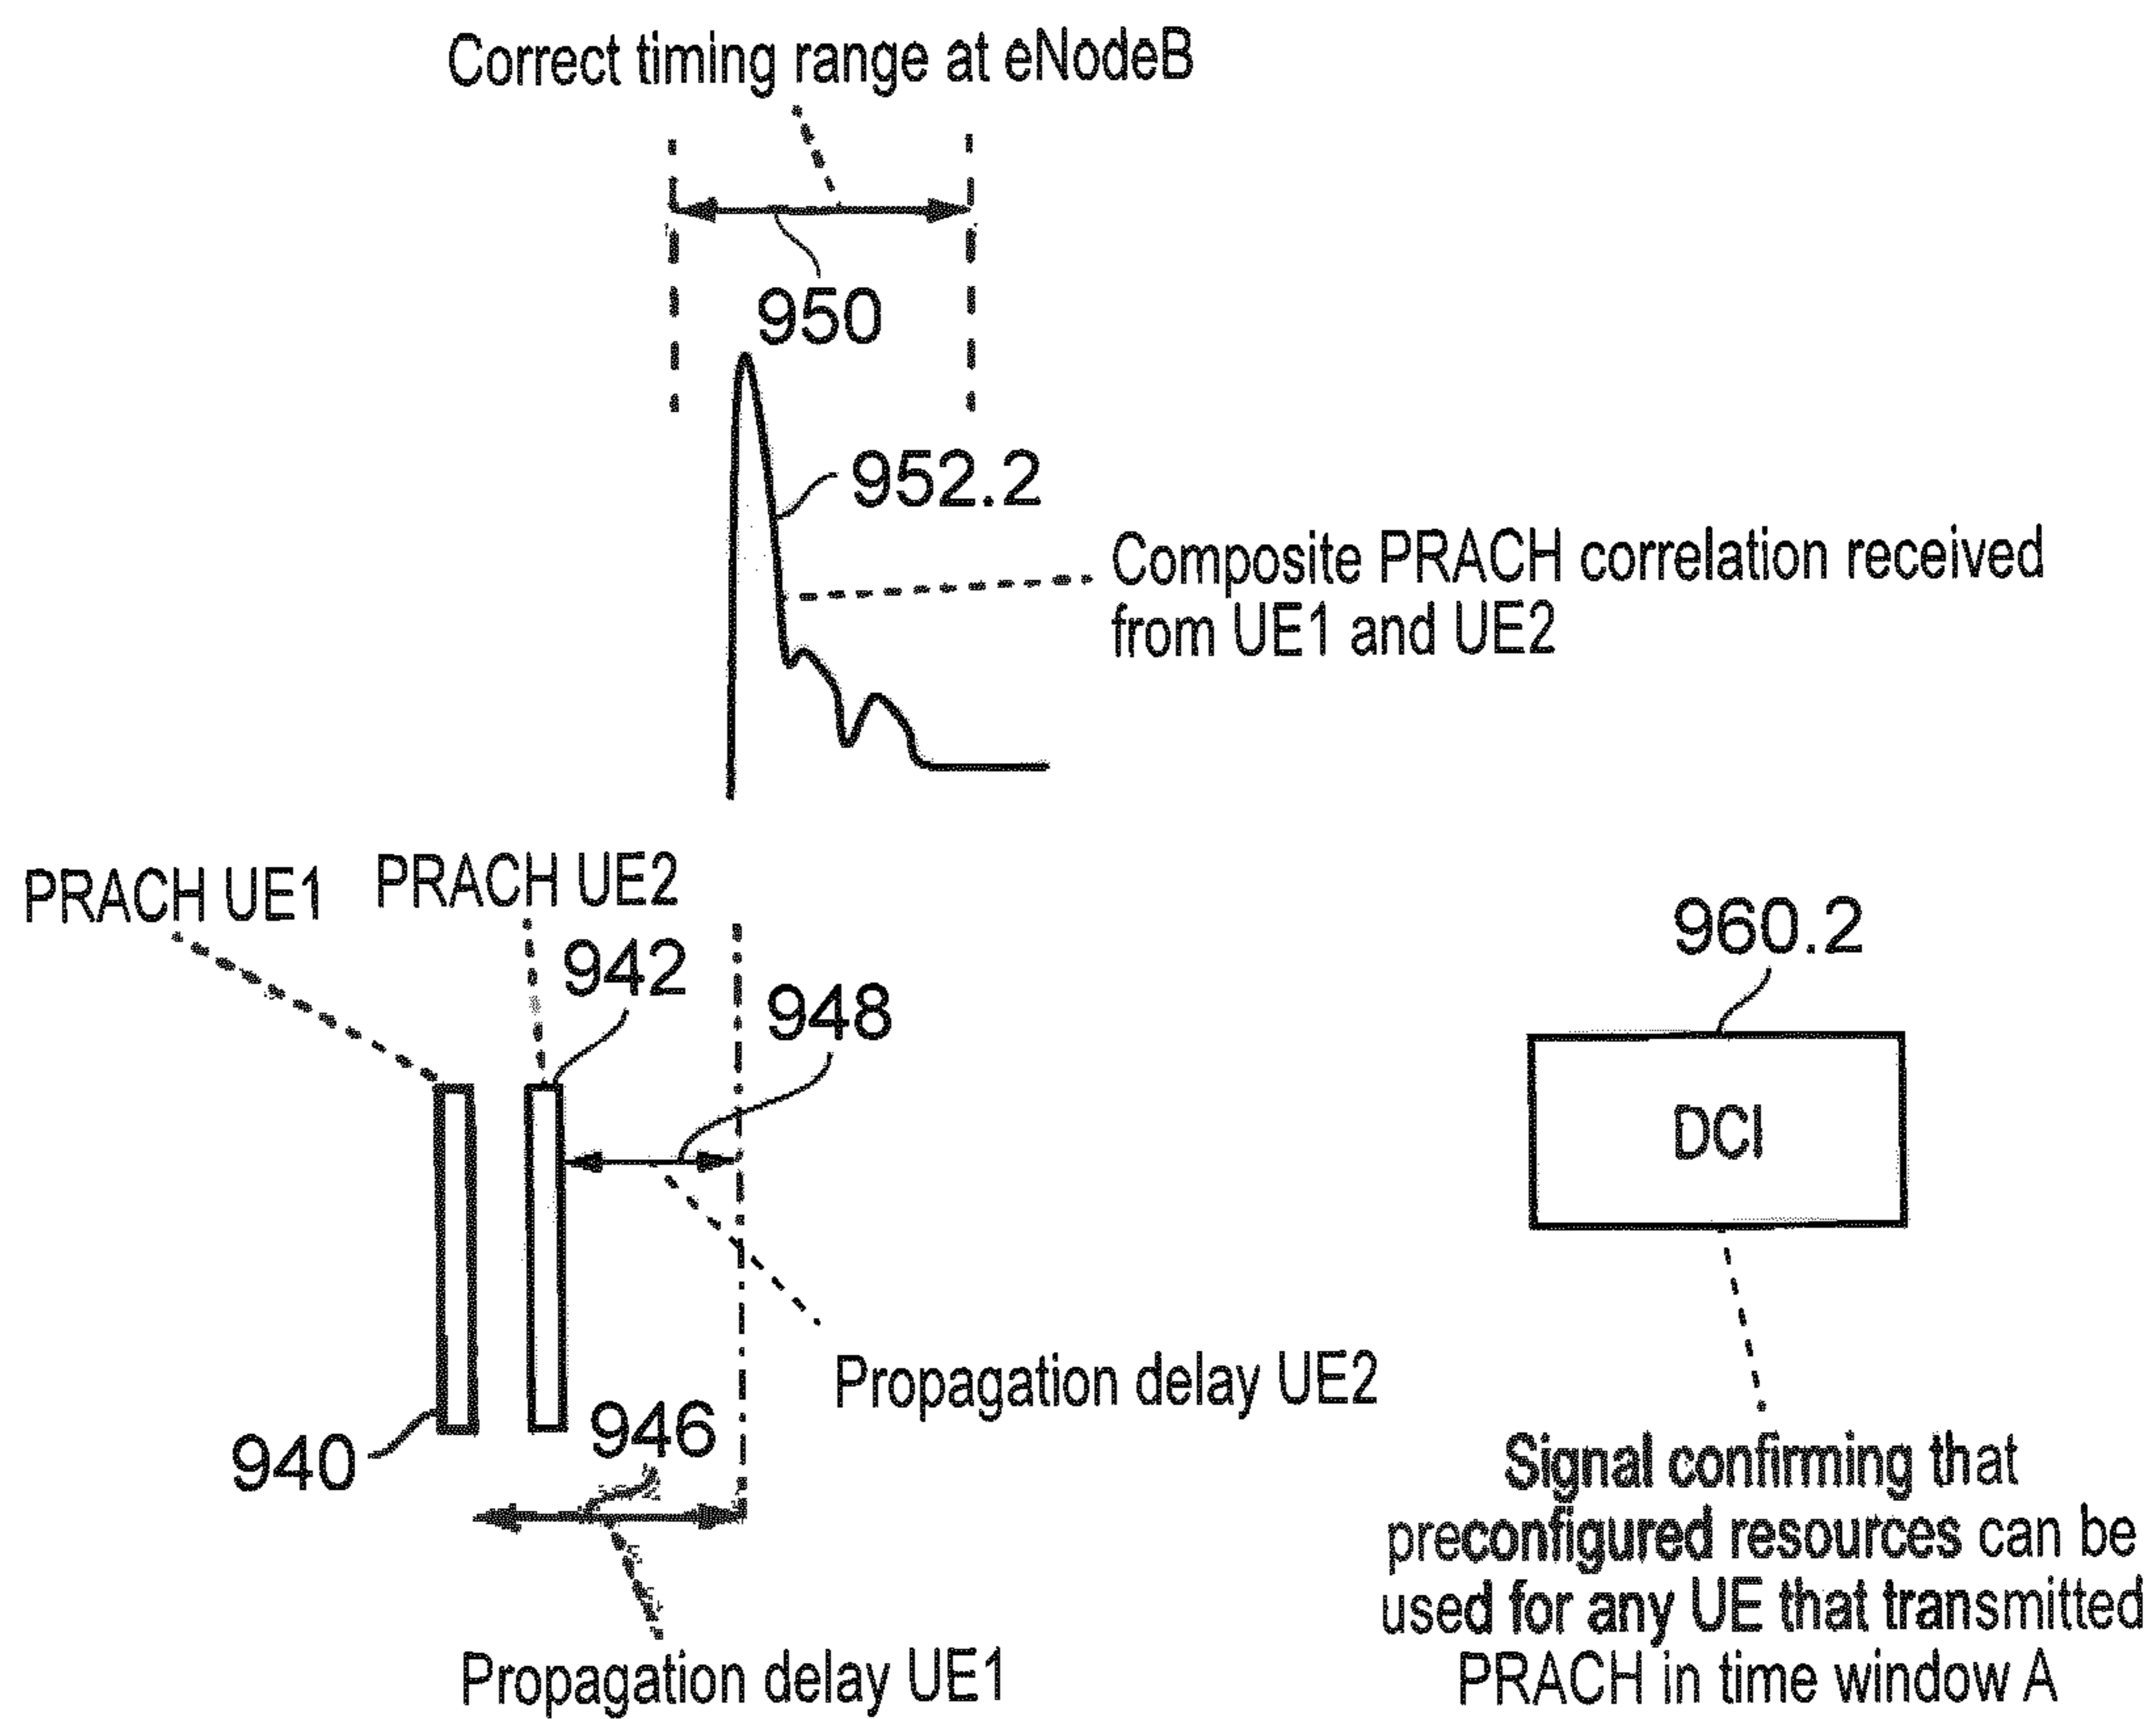 Correct timing range at eNodeB
950
952.2
Composite PRACH correlation received
from UE1 and UE2
PRACH UE1
PRACH UE2
942
948
960.2
DCI
Propagation delay UE2
940
946
Signal confirming that
preconfigured resources can be
used for any UE that transmitted
PRACH in time window A
Propagation delay UE1